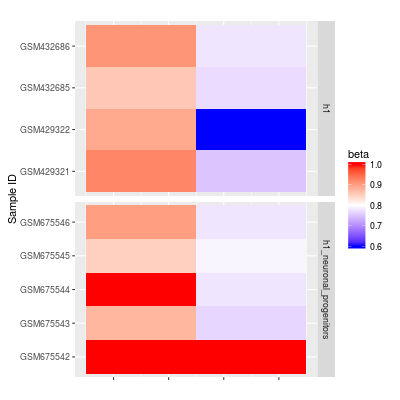 Sample ID
GSM432686
GSM432685
GSM429322
GSM429321
h1
GSM675546
GSM675545
GSM675544
GSM675543
GSM675542
h1_neuronal_progenitors
beta
1.0
0.9
0.8
0.7
0.6